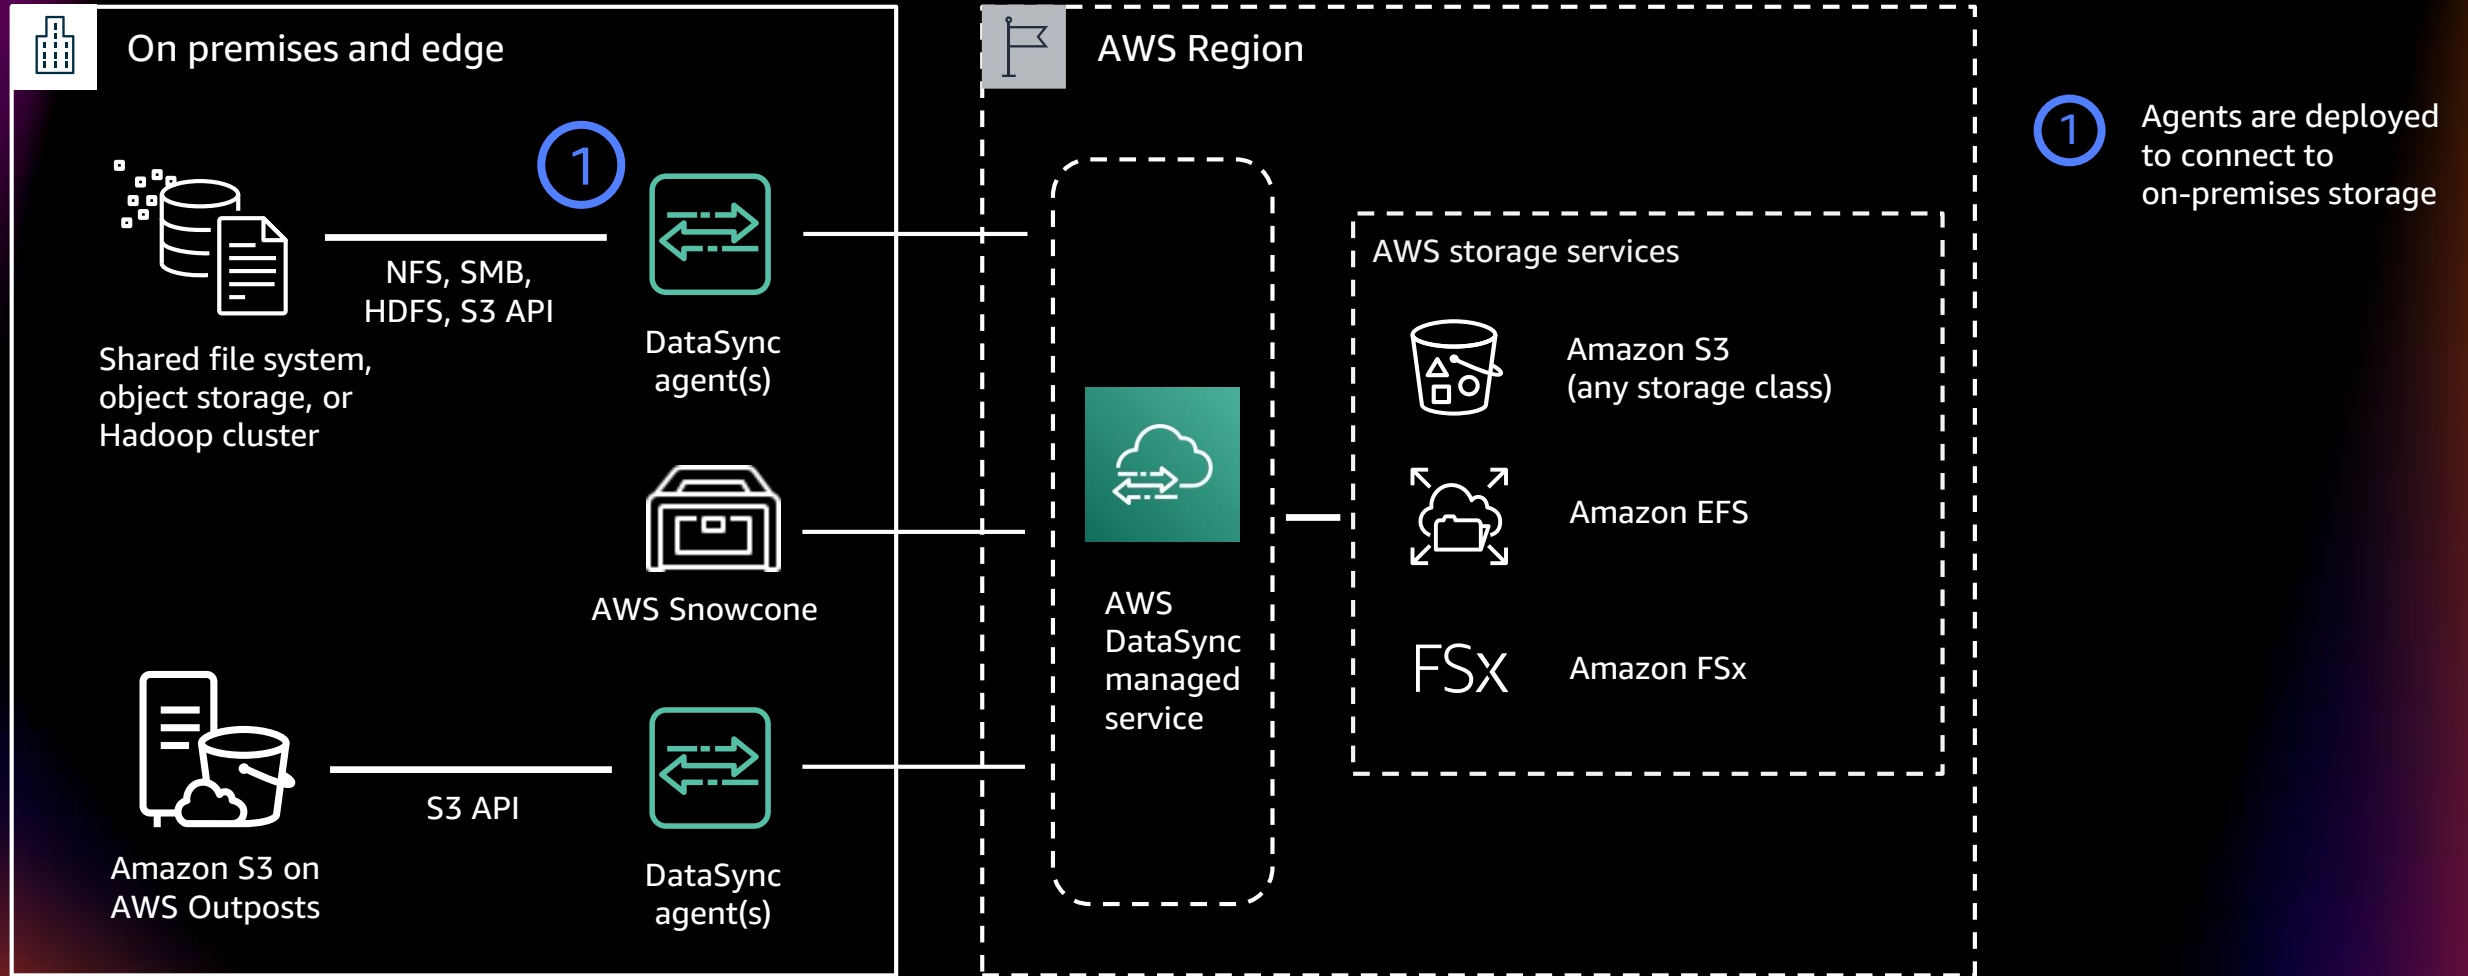 On premises and edge
1
NFS, SMB,
HDFS, S3 API
Shared file system,
object storage, or
Hadoop cluster
DataSync
agent(s)
AWS Snowcone
S3 API
Amazon S3 on
AWS Outposts
DataSync
agent(s)
AWS Region
AWS
DataSync
managed
service
AWS storage services
Amazon S3
(any storage class)
Amazon EFS
FSx
Amazon FSx
1
Agents are deployed
to connect to
on-premises storage